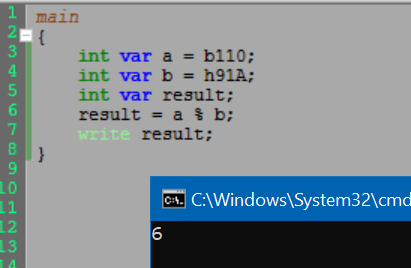 1 main
2 {
3 int var a = b110;
4 int var b = h91A;
5 int var result;
6 result = a % b;
7 write result;
8 }
9
10
11
12
13
14
C:\Windows\System32\cmd
6